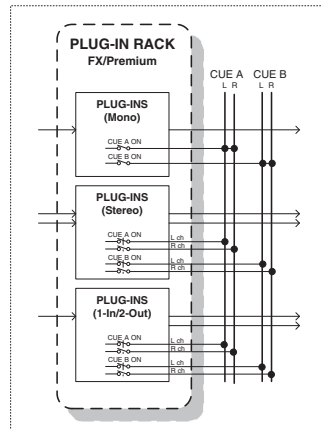 PLUG-IN RACK
FX/Premium
CUE A CUE B
L R L R
PLUG-INS
(Mono)
CUE A ON
CUE B ON
PLUG-INS
(Stereo)
CUE A ON
L ch
R ch
CUE B ON
L ch
R ch
PLUG-INS
(1-In/2-Out)
CUE A ON
L ch
R ch
CUE B ON
L ch
R ch